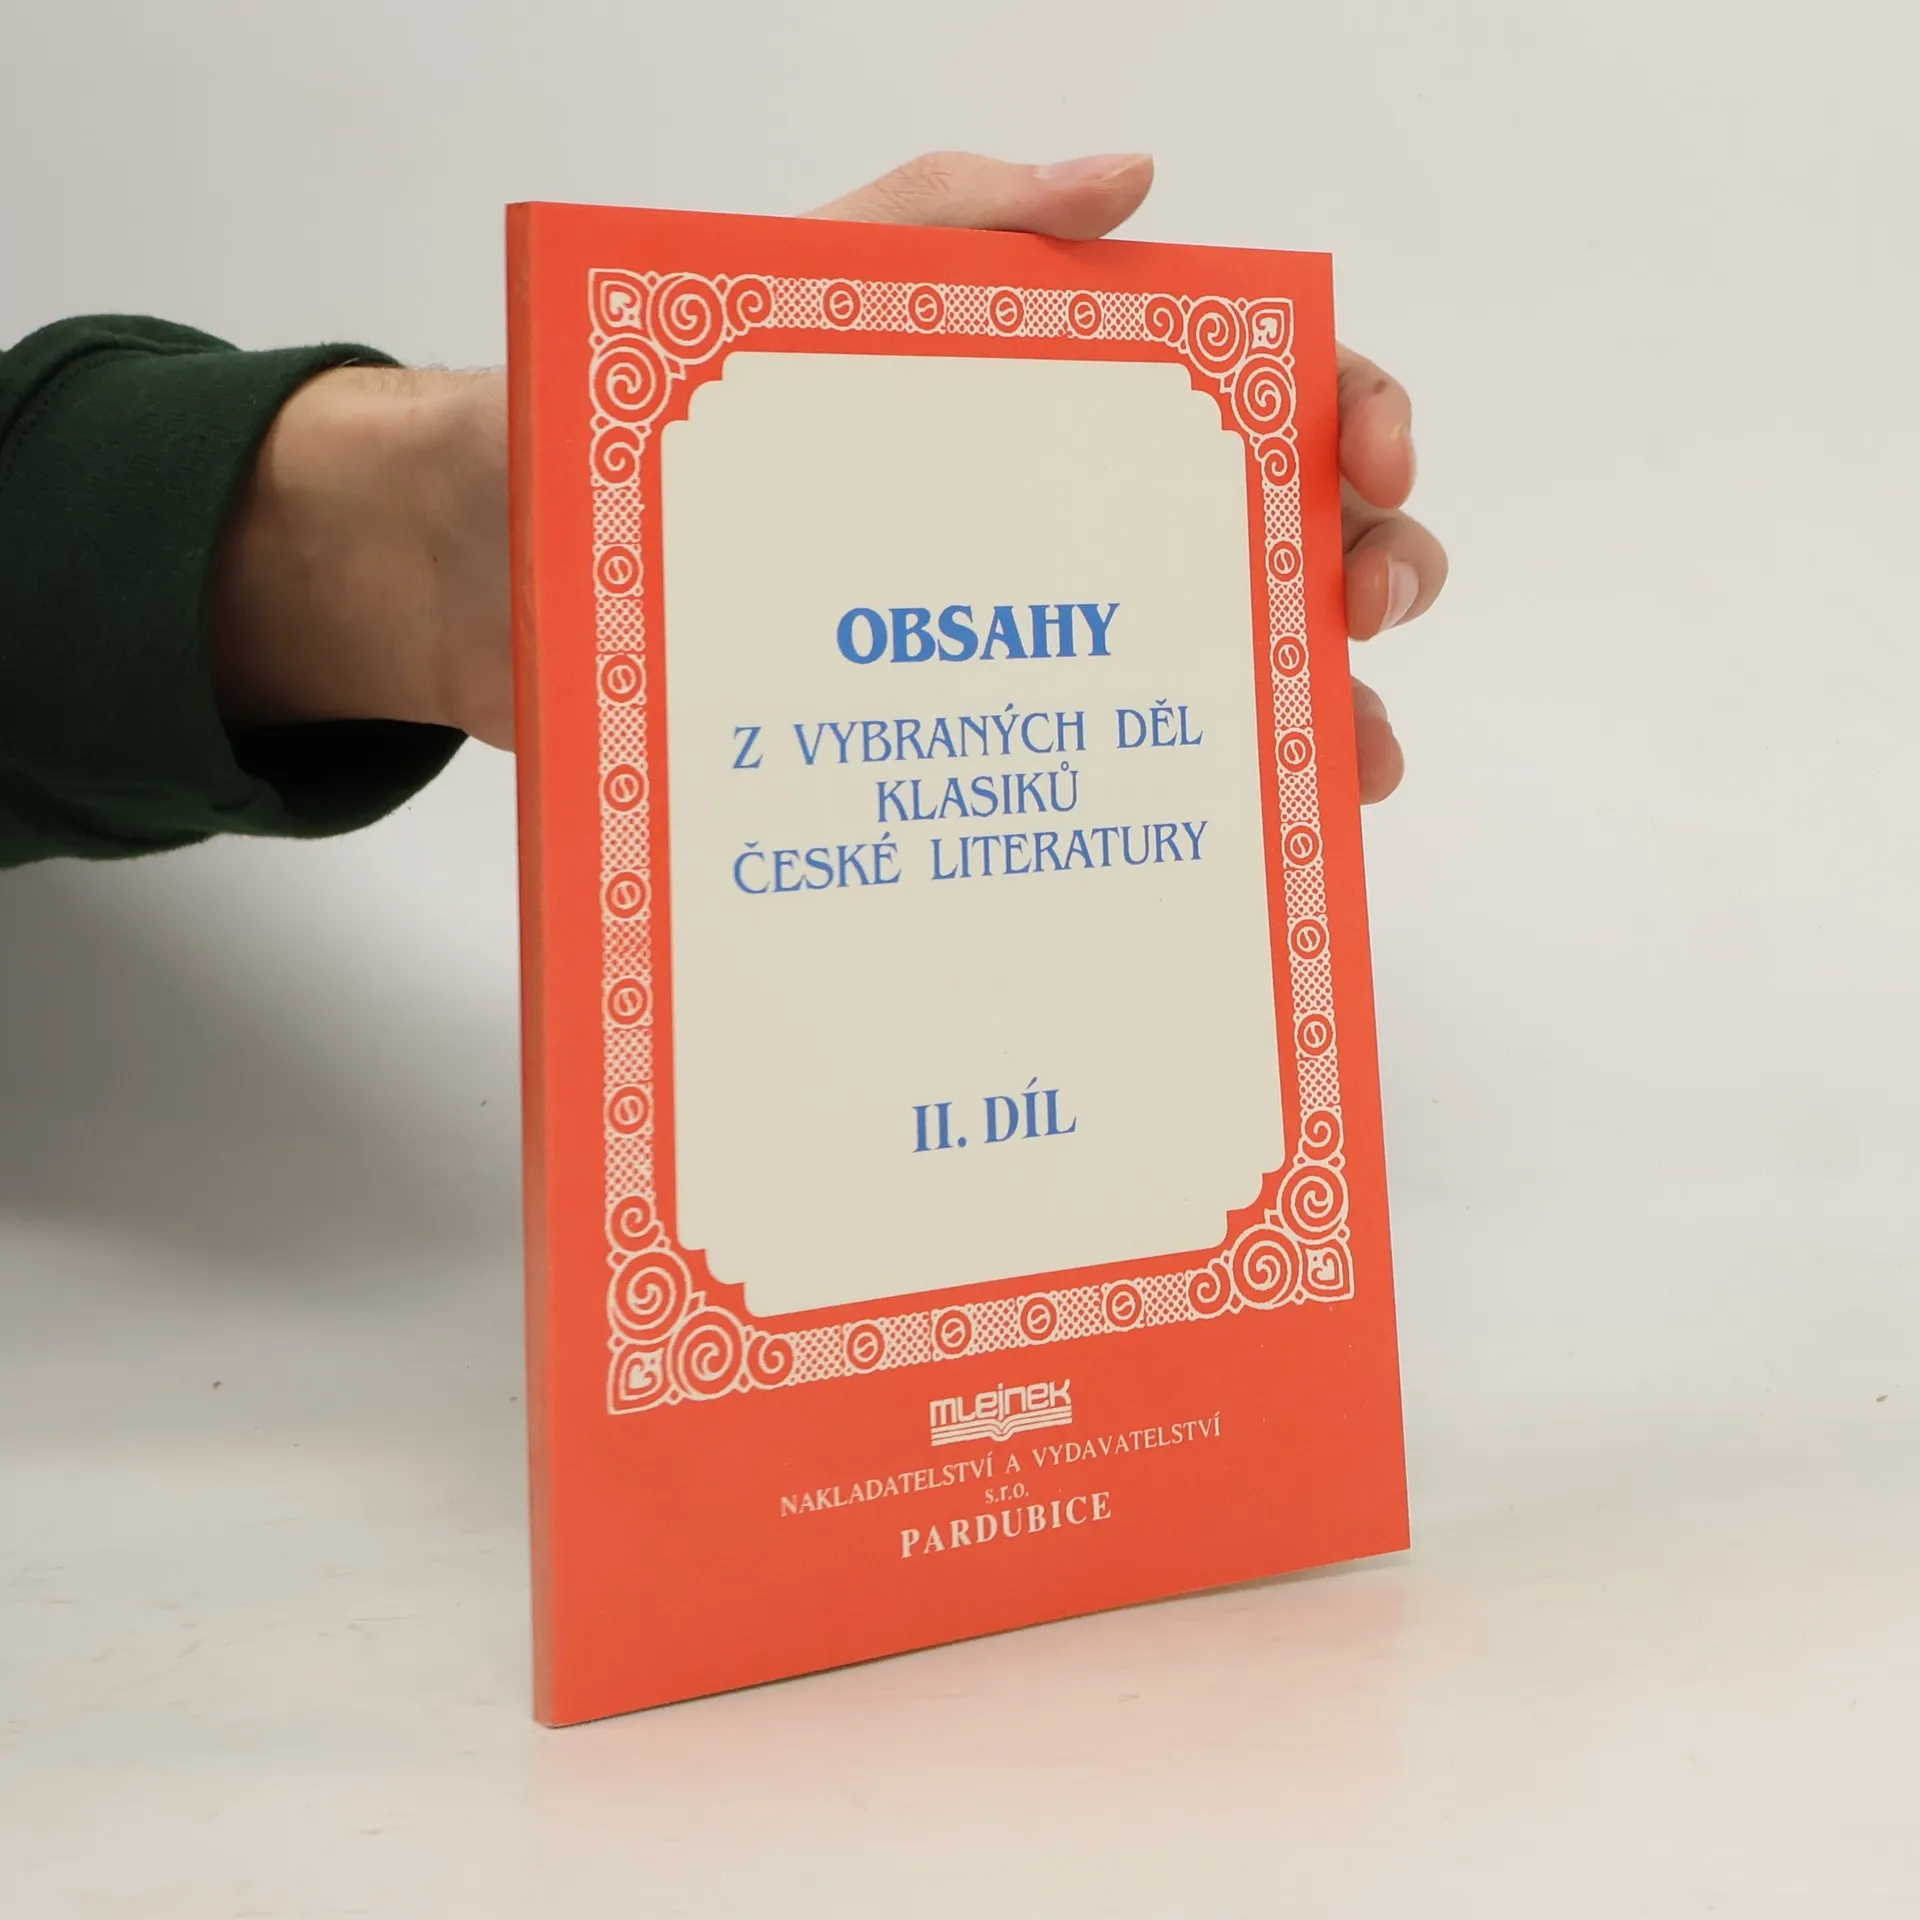 OBSAHY
Z VYBRANÝCH DĚL
KLASIKŮ
ČESKÉ LITERATURY
II. DÍL
mLejnek
NAKLADATELSTVÍ A VYDAVATELSTVÍ
s.r.o.
PARDUBICE